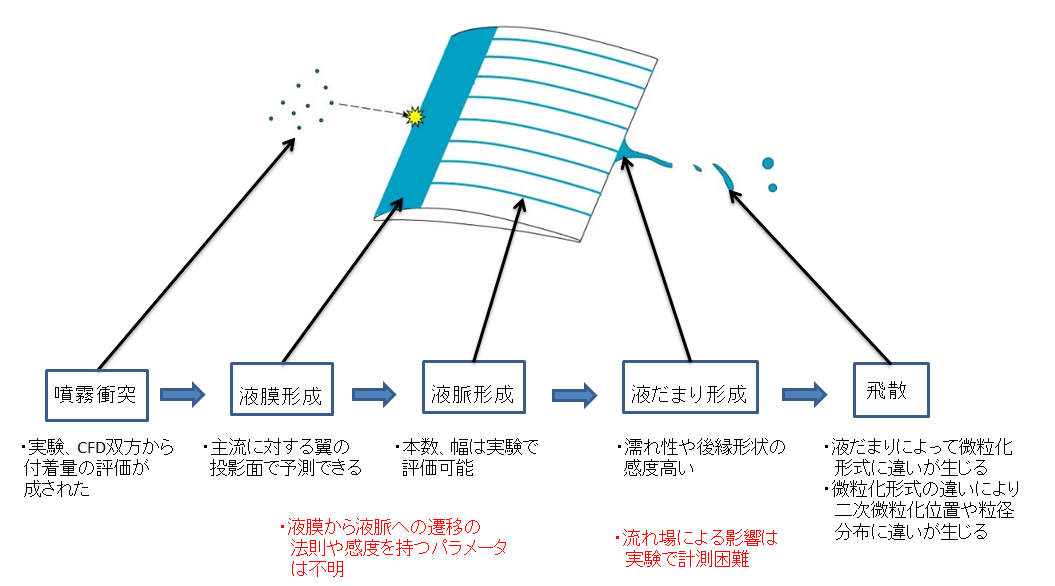 噴霧衝突
液膜形成
液脈形成
液だまり形成
飛散
・実験、CFD双方から
付着量の評価が
成された
・主流に対する翼の
投影面で予測できる
・本数、幅は実験で
評価可能
・濡れ性や後縁形状の
感度高い
・液だまりによって微粒化
形式に違いが生じる
・微粒化形式の違いにより
二次微粒化位置や粒径
分布に違いが生じる
・液膜から液脈への遷移の
法則や感度を持つパラメータ
は不明
・流れ場による影響は
実験で計測困難